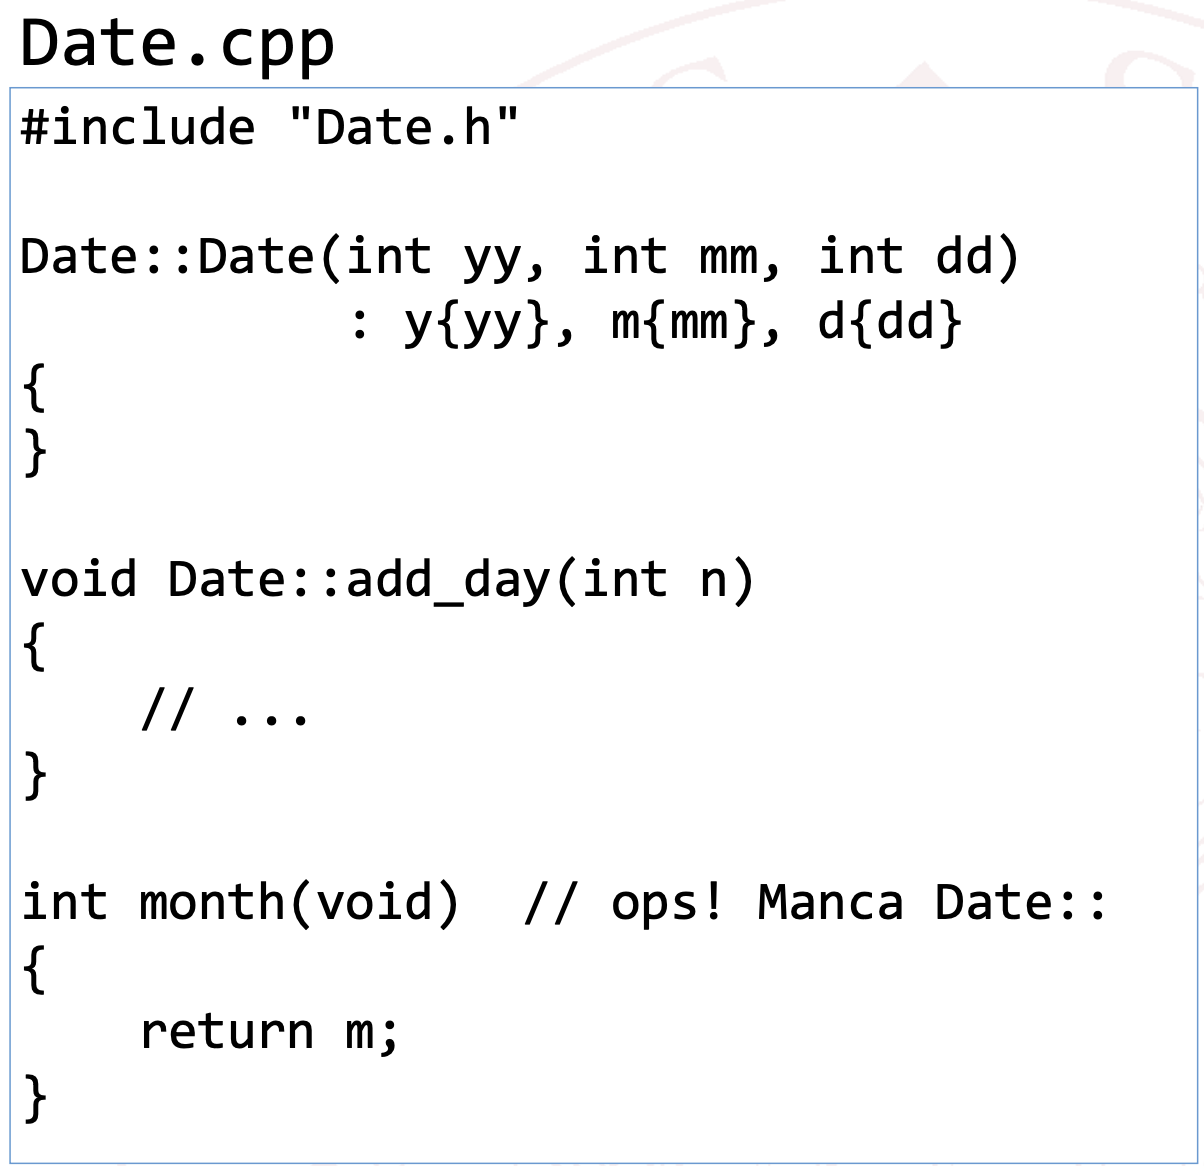 Date.cpp
#include "Date.h"
Date::Date(int yy, int mm, int dd)
: y{yy}, m{mm}, d{dd}
{
}
void Date::add_day(int n)
{
// ...
}
int month(void)  // ops! Manca Date::
{
return m;
}